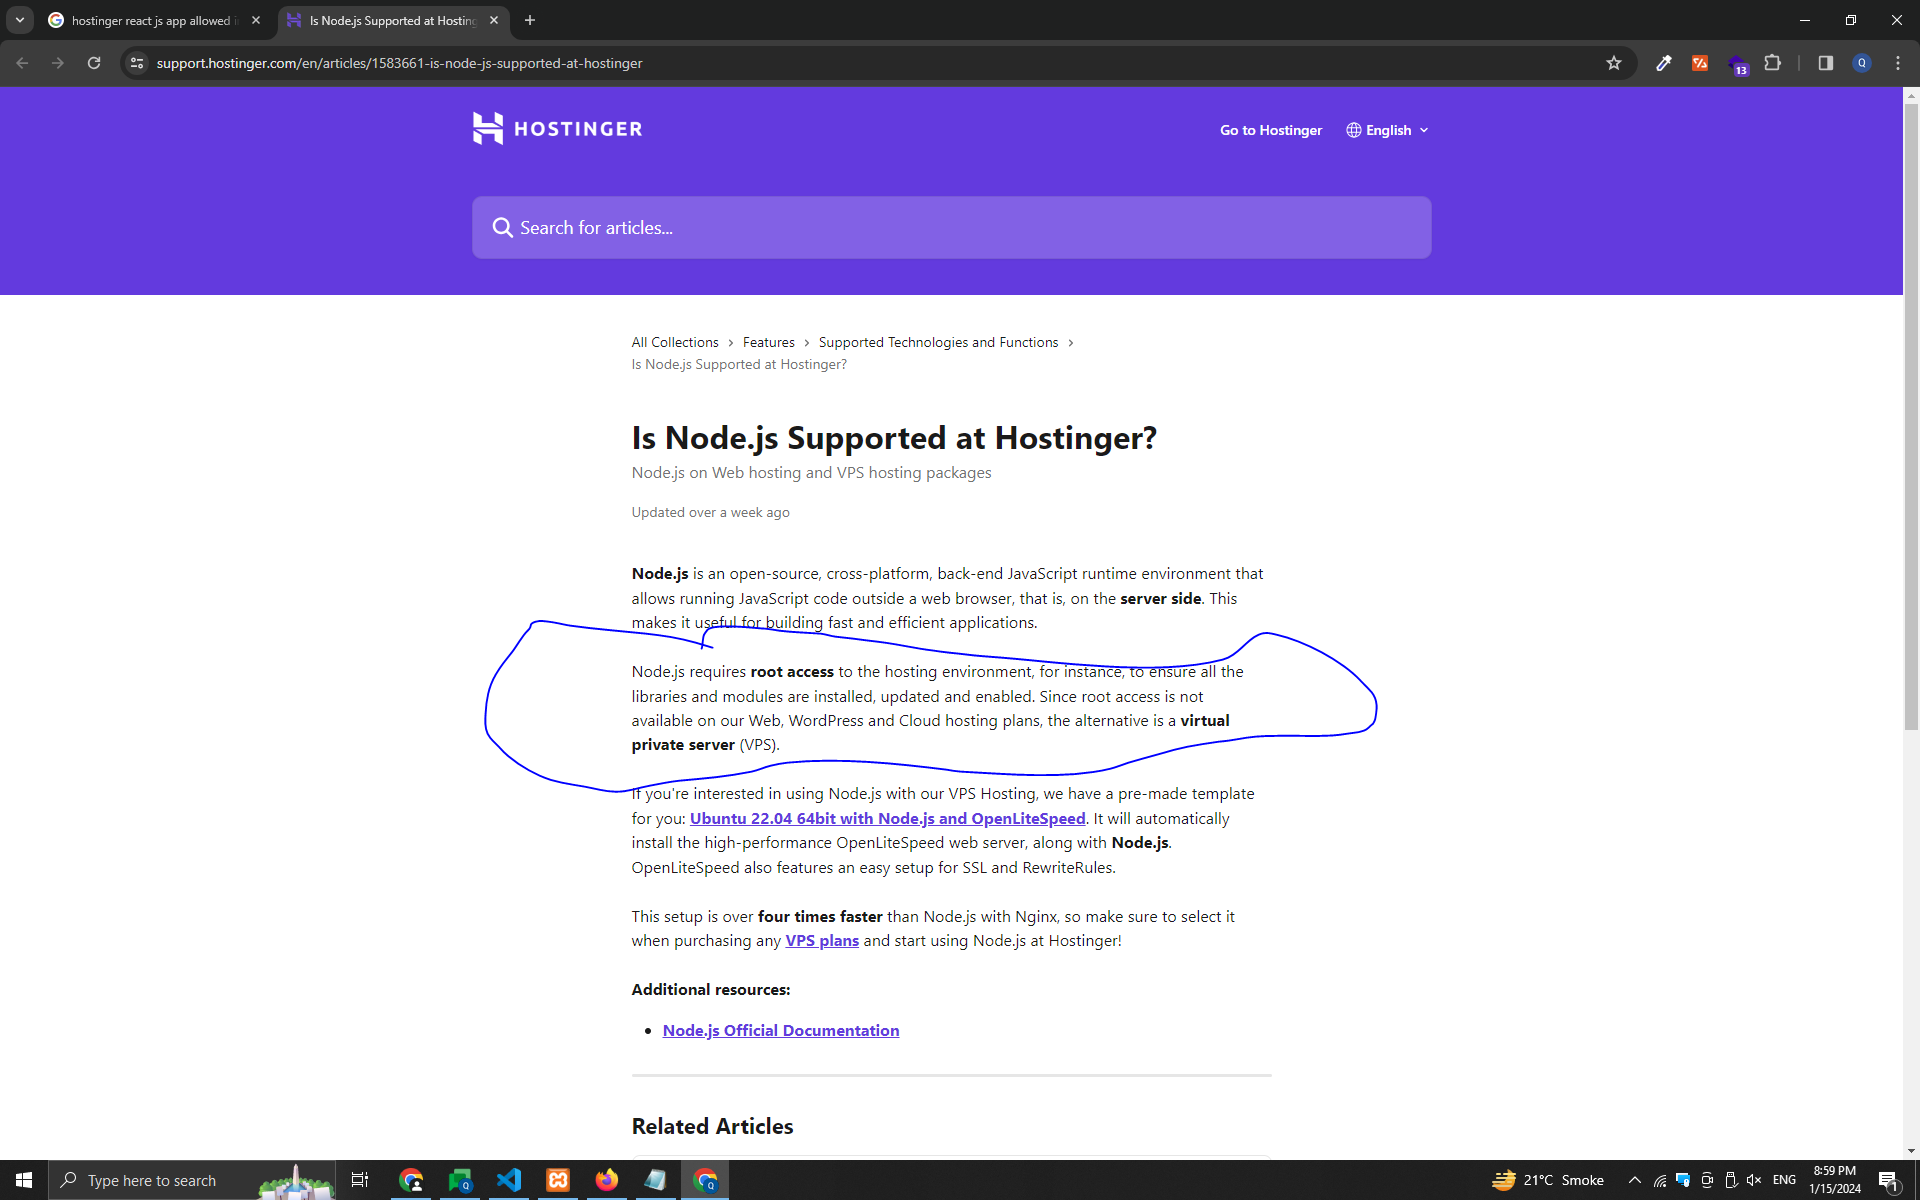 hostinger react js app allowed i
Is Node.js Supported at Hosting
support.hostinger.com/en/articles/1583661-is-node-js-supported-at-hostinger
13
Q
HOSTINGER
Go to Hostinger
English
Search for articles...
All Collections > Features > Supported Technologies and Functions >
Is Node.js Supported at Hostinger?
Is Node.js Supported at Hostinger?
Node.js on Web hosting and VPS hosting packages
Updated over a week ago
Node.js is an open-source, cross-platform, back-end JavaScript runtime environment that
allows running JavaScript code outside a web browser, that is, on the server side. This
makes it useful for building fast and efficient applications.
Node.js requires root access to the hosting environment, for instance, to ensure all the
libraries and modules are installed, updated and enabled. Since root access is not
available on our Web, WordPress and Cloud hosting plans, the alternative is a virtual
private server (VPS).
If you're interested in using Node.js with our VPS Hosting, we have a pre-made template
for you: Ubuntu 22.04 64bit with Node.js and OpenLiteSpeed. It will automatically
install the high-performance OpenLiteSpeed web server, along with Node.js.
OpenLiteSpeed also features an easy setup for SSL and RewriteRules.
This setup is over four times faster than Node.js with Nginx, so make sure to select it
when purchasing any VPS plans and start using Node.js at Hostinger!
Additional resources:
• Node.js Official Documentation
Related Articles
Type here to search
Q
Q
21°C Smoke
ENG
8:59 PM
1/15/2024
1